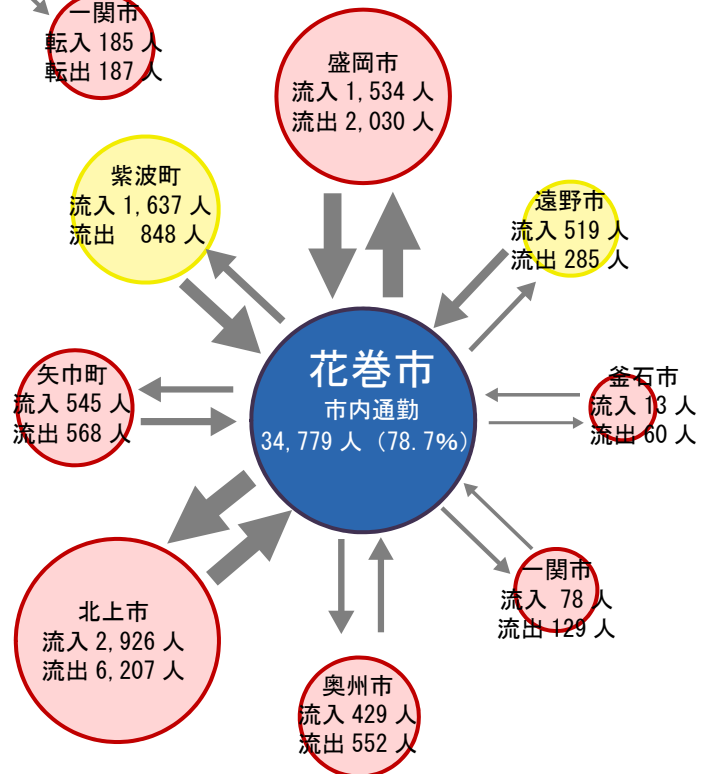 一関市
転入 185 人
転出 187 人
盛岡市
流入 1,534 人
流出 2,030 人
紫波町
流入 1,637 人
流出 848 人
遠野市
流入 519 人
流出 285 人
花巻市
市内通勤
34,779 人（78.7%）
矢巾町
流入 545 人
流出 568 人
釜石市
流入 13 人
流出 60 人
北上市
流入 2,926 人
流出 6,207 人
一関市
流入 78 人
流出 129 人
奥州市
流入 429 人
流出 552 人